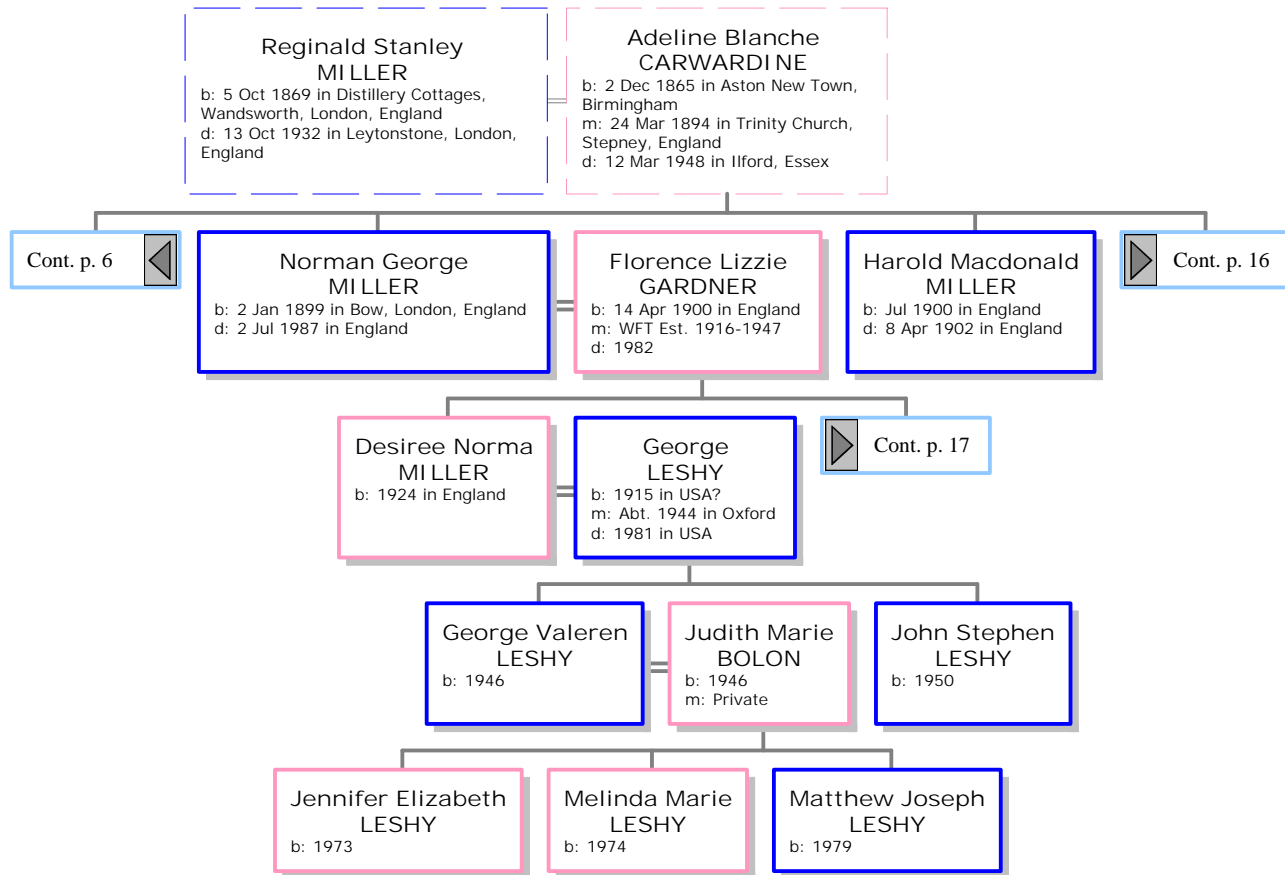 Reginald Stanley
MILLER
b: 5 Oct 1869 in Distillery Cottages,
Wandsworth, London, England
d: 13 Oct 1932 in Leytonstone, London,
England
Adeline Blanche
CARWARDINE
b: 2 Dec 1865 in Aston New Town,
Birmingham
m: 24 Mar 1894 in Trinity Church,
Stepney, England
d: 12 Mar 1948 in Ilford, Essex
Cont. p. 6
Norman George
MILLER
b: 2 Jan 1899 in Bow, London, England
d: 2 Jul 1987 in England
Florence Lizzie
GARDNER
b: 14 Apr 1900 in England
m: WFT Est. 1916-1947
d: 1982
Harold Macdonald
MILLER
b: Jul 1900 in England
d: 8 Apr 1902 in England
Cont. p. 16
Desiree Norma
MILLER
b: 1924 in England
George
LESHY
b: 1915 in USA?
m: Abt. 1944 in Oxford
d: 1981 in USA
Cont. p. 17
George Valeren
LESHY
b: 1946
Judith Marie
BOLON
b: 1946
m: Private
John Stephen
LESHY
b: 1950
Jennifer Elizabeth
LESHY
b: 1973
Melinda Marie
LESHY
b: 1974
Matthew Joseph
LESHY
b: 1979